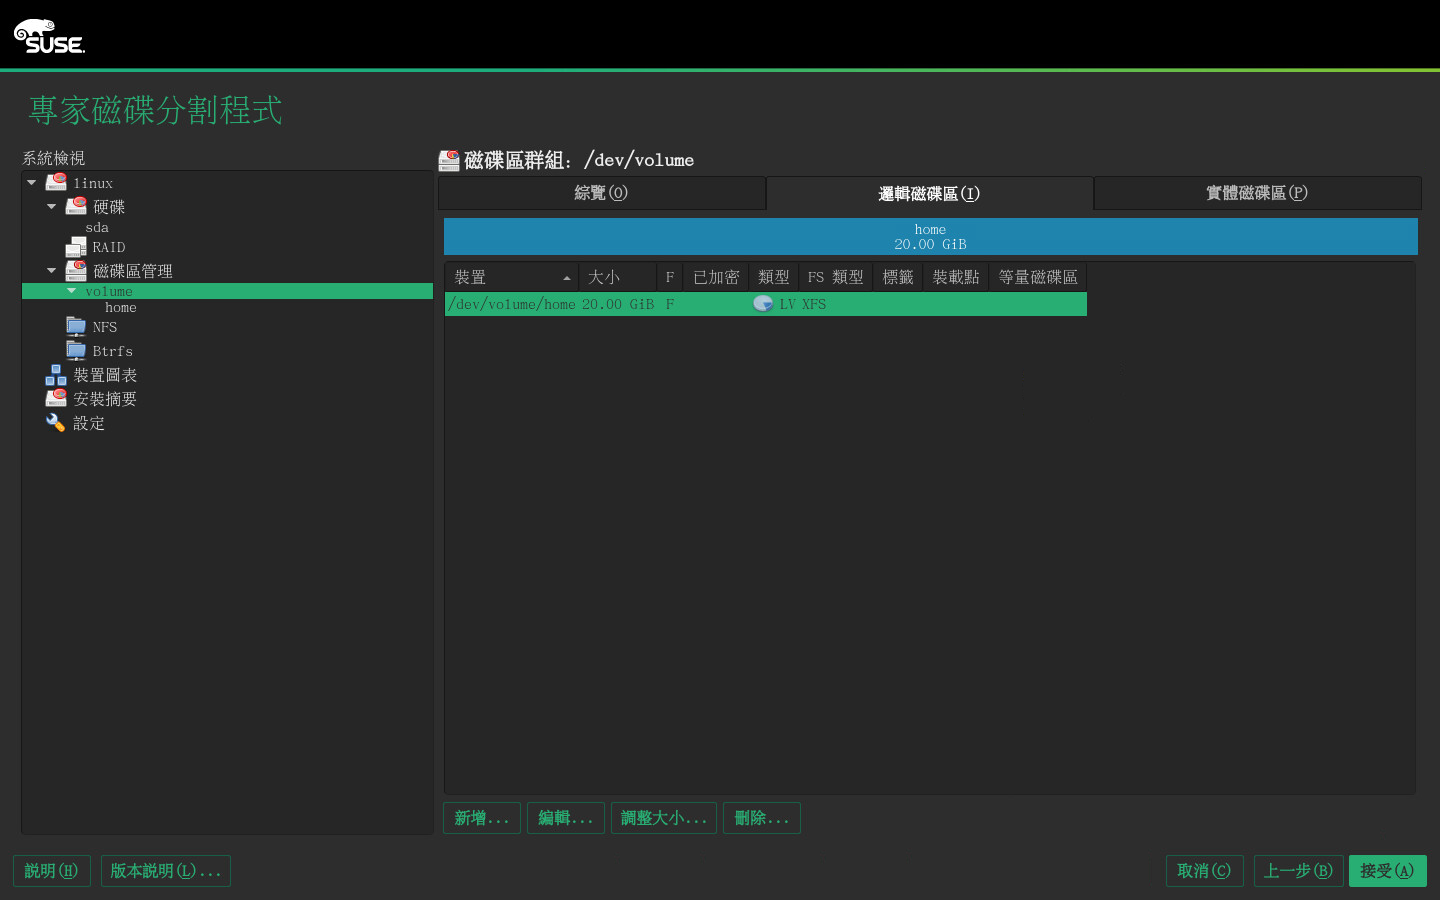 SUSE.
專家磁碟分割程式
系統檢視
linux
硬碟
sda
RAID
磁碟區管理
volume
home
NFS
Btrfs
裝置圖表
安裝摘要
設定
磁碟區群組: /dev/volume
綜覽(O) 邏輯磁碟區(I) 實體磁碟區(P)
home
20.00 GiB
裝置 大小 F 已加密 類型 FS 類型 標籤 裝載點 等量磁碟區
/dev/volume/home 20.00 GiB F LV XFS
新增... 編輯... 調整大小... 刪除...
說明(H) 版本說明(L)... 取消(C) 上一步(B) 接受(A)